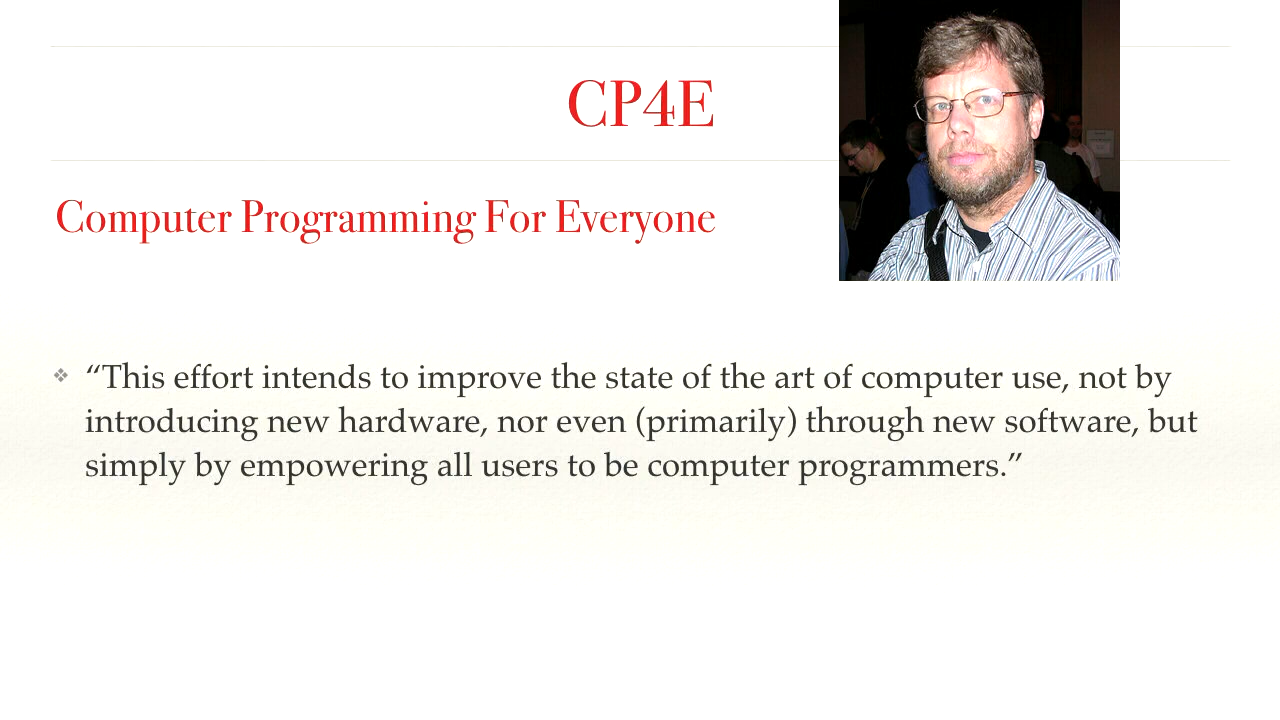 CP4E
Computer Programming For Everyone
❖ “This effort intends to improve the state of the art of computer use, not by
introducing new hardware, nor even (primarily) through new software, but
simply by empowering all users to be computer programmers.”